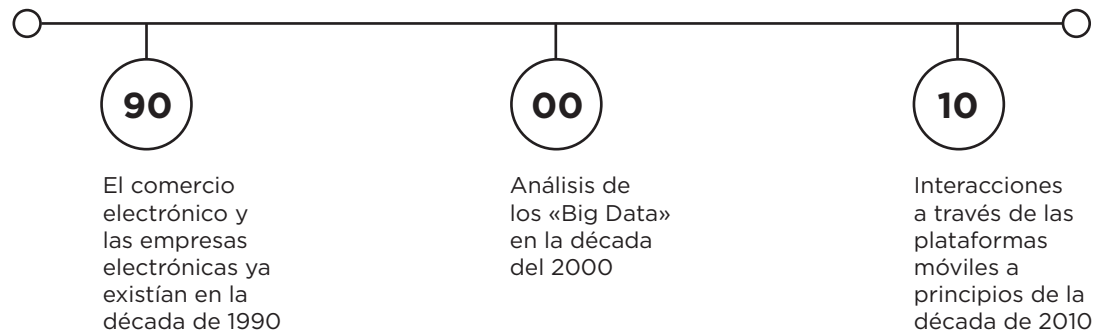 90
El comercio
electrónico y
las empresas
electrónicas ya
existían en la
década de 1990
00
Análisis de
los «Big Data»
en la década
del 2000
10
Interacciones
a través de las
plataformas
móviles a
principios de la
década de 2010